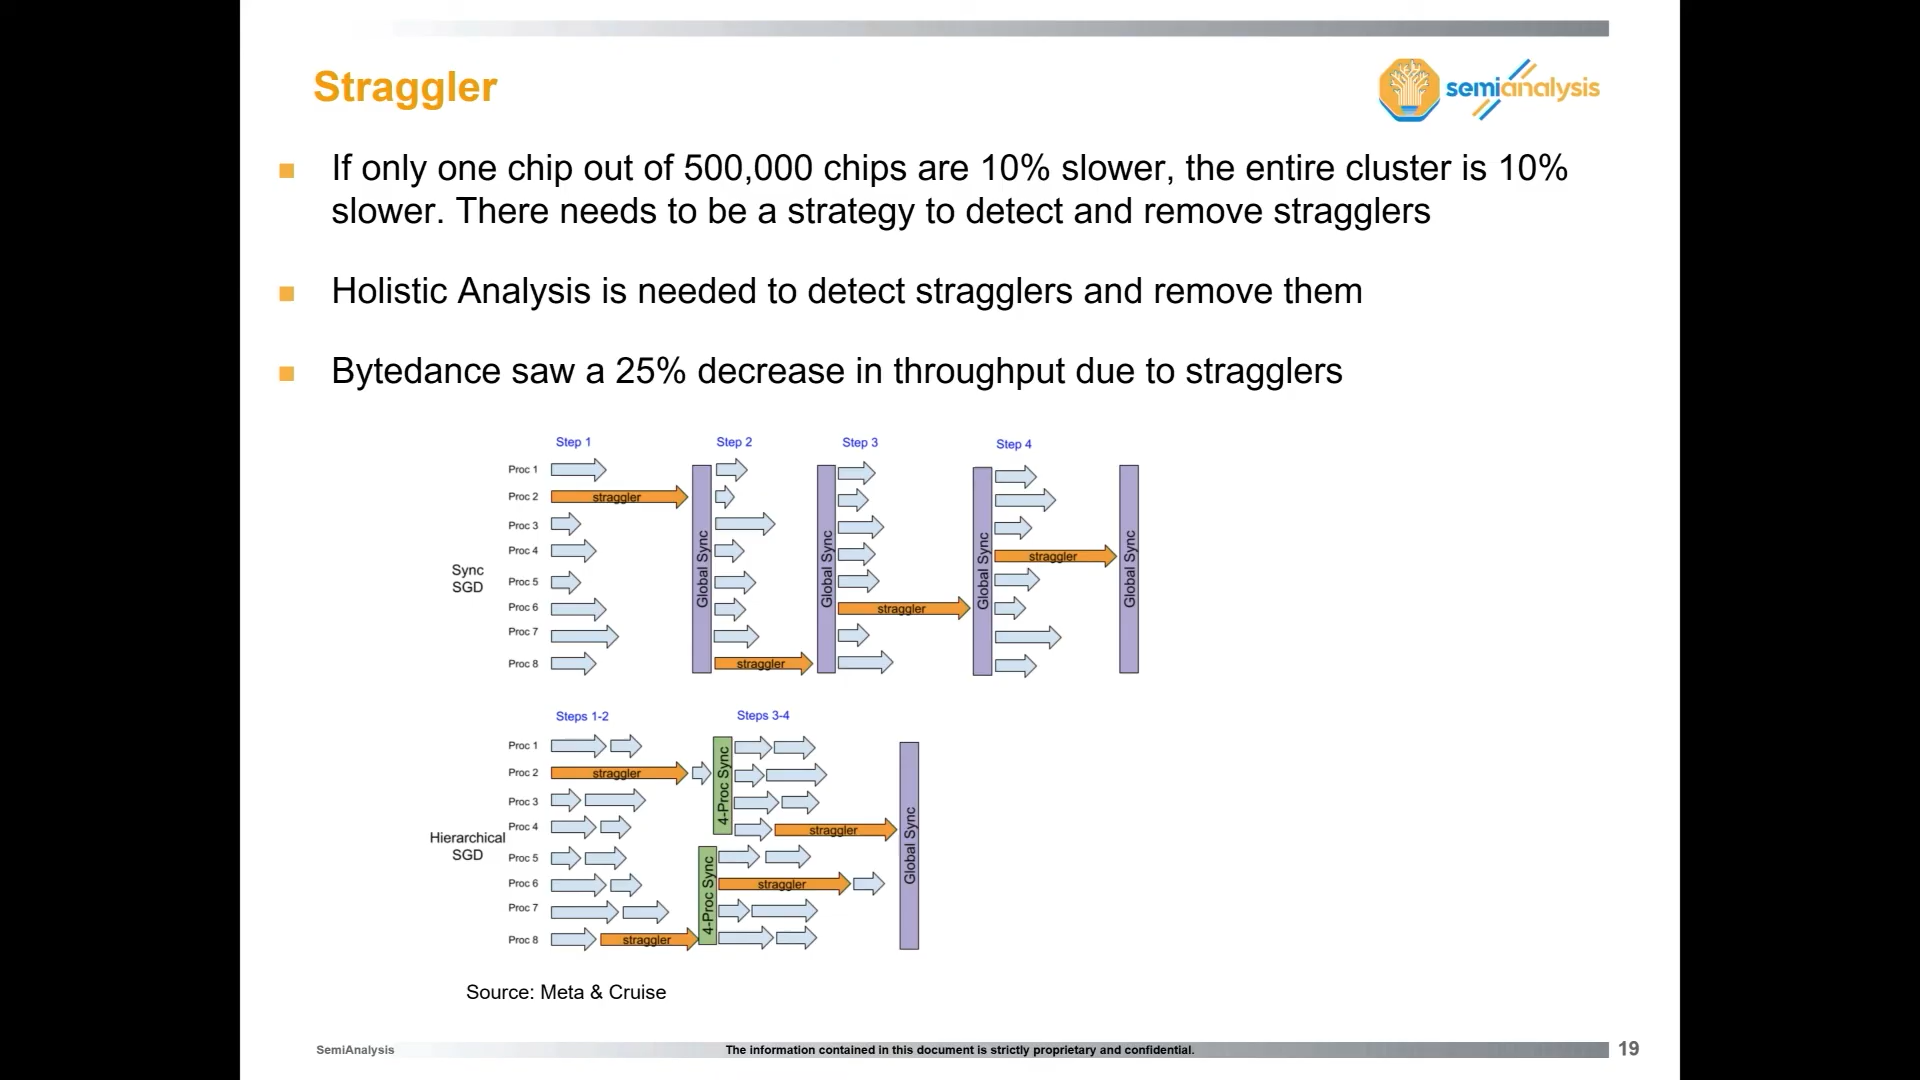 Straggler
semianalysis
If only one chip out of 500,000 chips are 10% slower, the entire cluster is 10%
slower. There needs to be a strategy to detect and remove stragglers
Holistic Analysis is needed to detect stragglers and remove them
Bytedance saw a 25% decrease in throughput due to stragglers
Step 1
Step 2
Step 3
Step 4
Sync
SGD
Proc 1
Proc 2
straggler
Proc 3
Proc 4
straggler
Proc 5
Proc 6
straggler
Proc 7
Proc 8
straggler
Global Sync
Global Sync
Global Sync
Global Sync
Steps 1-2
Steps 3-4
Hierarchical
SGD
Proc 1
Proc 2
straggler
Proc 3
Proc 4
straggler
Proc 5
Proc 6
straggler
Proc 7
Proc 8
straggler
4-Proc Sync
4-Proc Sync
Global Sync
Source: Meta & Cruise
SemiAnalysis
The information contained in this document is strictly proprietary and confidential.
19